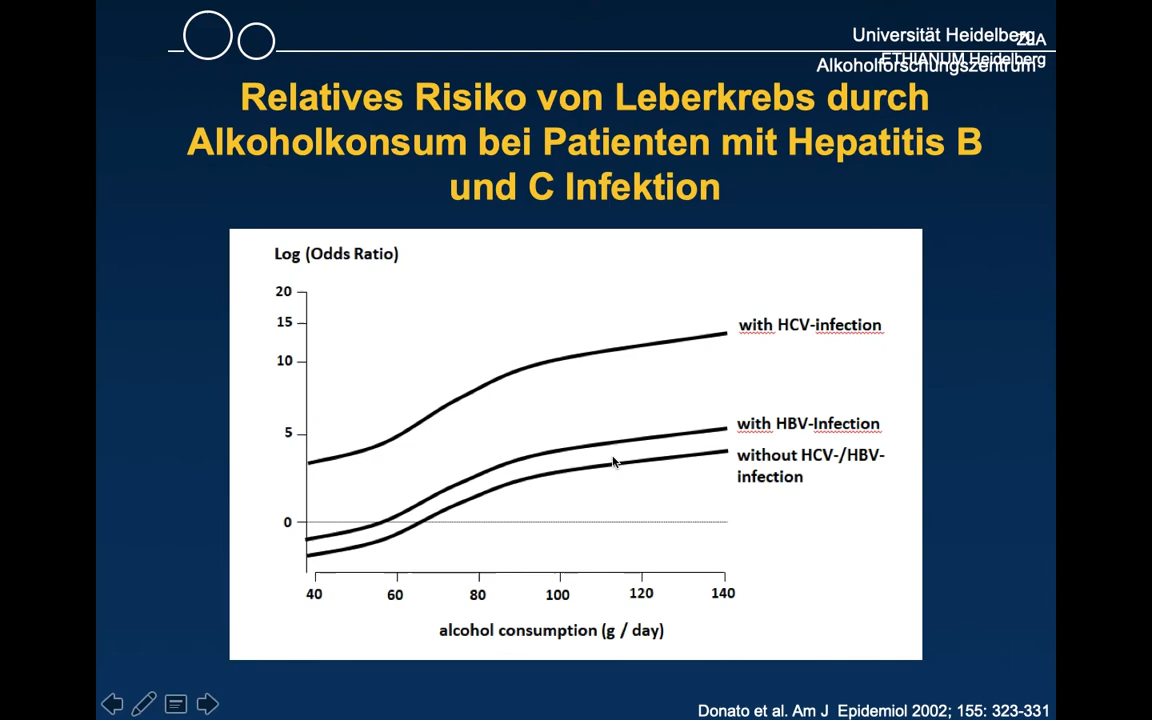 Universität Heidelberg
ZUA
ETHIANUM Heidelberg
Alkoholforschungszentrum
Relatives Risiko von Leberkrebs durch
Alkoholkonsum bei Patienten mit Hepatitis B
und C Infektion
Log (Odds Ratio)
20
15
10
5
0
with HCV-infection
with HBV-Infection
without HCV-/HBV-
infection
40 60 80 100 120 140
alcohol consumption (g / day)
Donato et al. Am J Epidemiol 2002; 155: 323-331